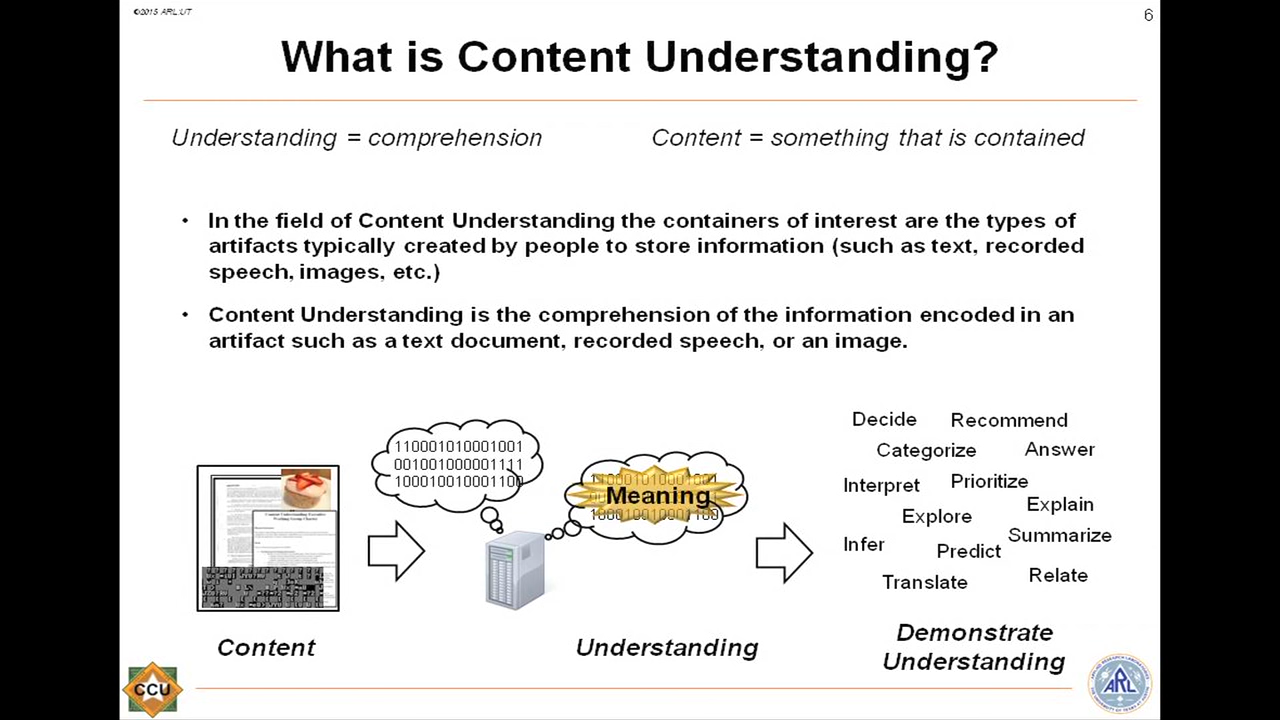 ©2015 ARL:UT
6
What is Content Understanding?
Understanding = comprehension
Content = something that is contained
• In the field of Content Understanding the containers of interest are the types of
artifacts typically created by people to store information (such as text, recorded
speech, images, etc.)
• Content Understanding is the comprehension of the information encoded in an
artifact such as a text document, recorded speech, or an image.
110001010001001
001001000001111
100010010001100
Meaning
100010010001100
Decide
Recommend
Categorize
Answer
Interpret
Prioritize
Explore
Explain
Infer
Predict
Summarize
Translate
Relate
Content
Understanding
Demonstrate
Understanding
CCU
ARL